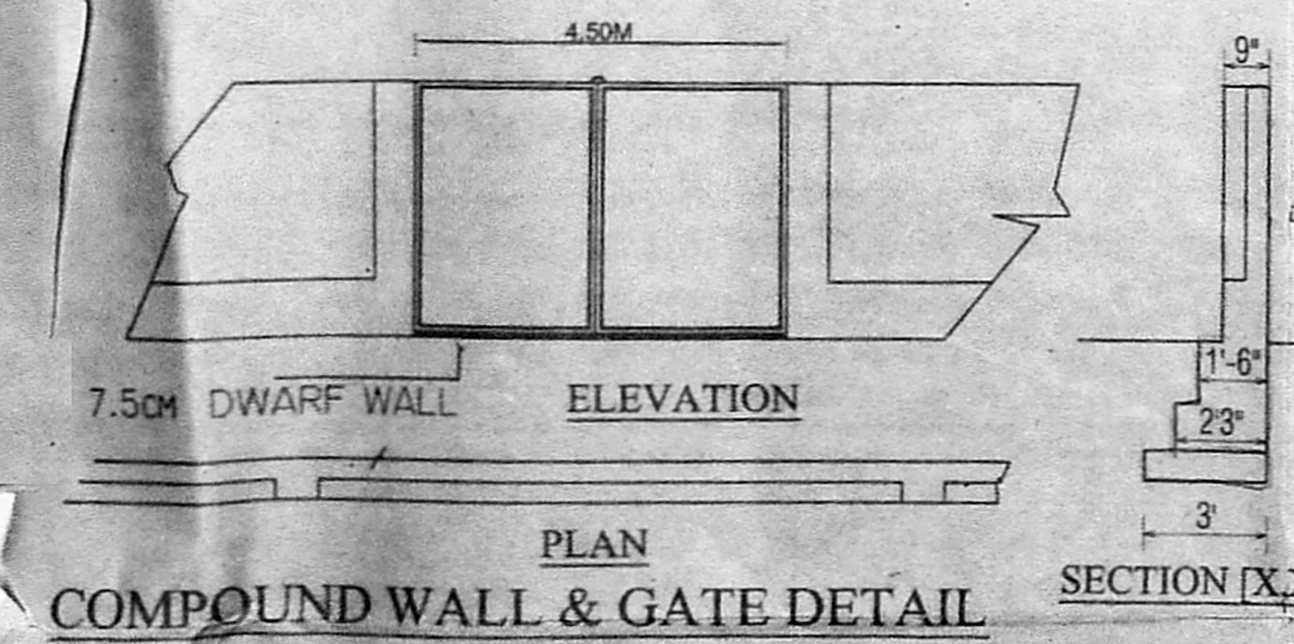 4.50M
9"
1'-6"
7.5CM DWARF WALL
ELEVATION
2'3"
PLAN
3'
SECTION [X
COMPOUND WALL & GATE DETAIL